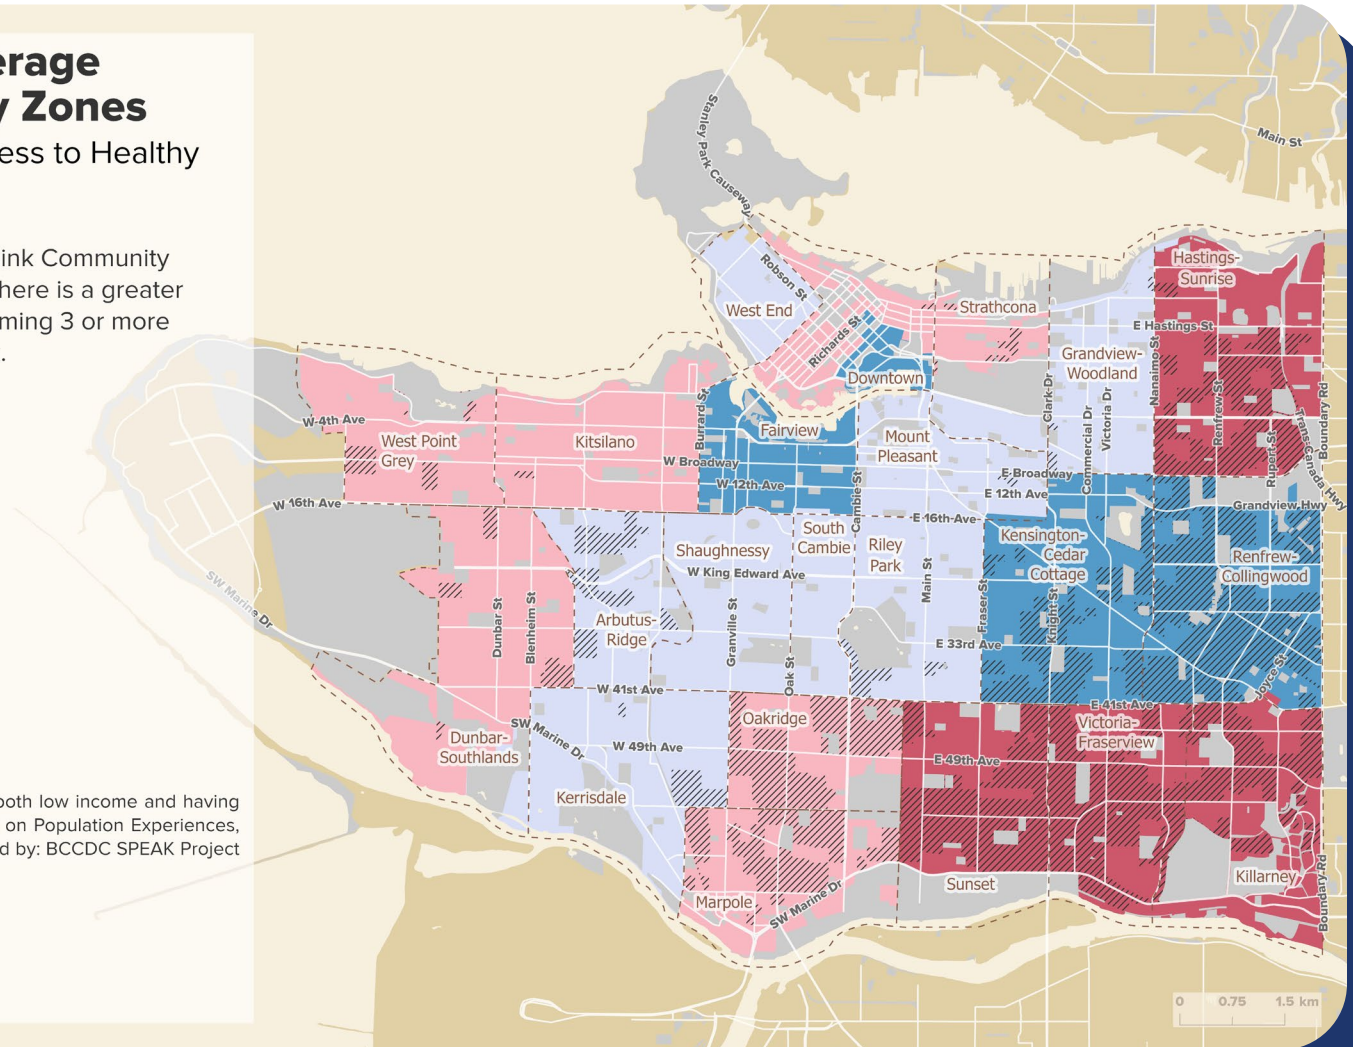 erage
y Zones
ess to Healthy
ink Community
here is a greater
ming 3 or more
.
both low income and having
on Population Experiences,
d by: BCCDC SPEAK Project
Main St
Stanley Park Causeway
Hastings-
Sunrise
Robson St
West End
Strathcona
E Hastings St
Richards St
Grandview-
Woodland
Nanaimo St
Downtown
Clark Dr
Commercial Dr
Victoria Dr
Renfrew St
Rupert St
Boundary Rd
Trans-Canada Hwy
W 4th Ave
West Point
Grey
Kitsilano
Burrard St
Fairview
Mount
Pleasant
W Broadway
W 12th Ave
E Broadway
E 12th Ave
W 16th Ave
Cambie St
E 16th Ave
Grandview Hwy
South
Cambie
Riley
Park
Shaughnessy
W King Edward Ave
Kensington-
Cedar
Cottage
Renfrew-
Collingwood
SW Marine Dr
Dunbar St
Blenheim St
Arbutus-
Ridge
Granville St
Oak St
Main St
Fraser St
Knight St
E 33rd Ave
Joyce St
W 41st Ave
E 41st Ave
Oakridge
Victoria-
Fraserview
SW Marine Dr
Dunbar-
Southlands
W 49th Ave
E 49th Ave
Kerrisdale
Marpole
SW Marine Dr
Sunset
Killarney
Boundary Rd
0 0.75 1.5 km